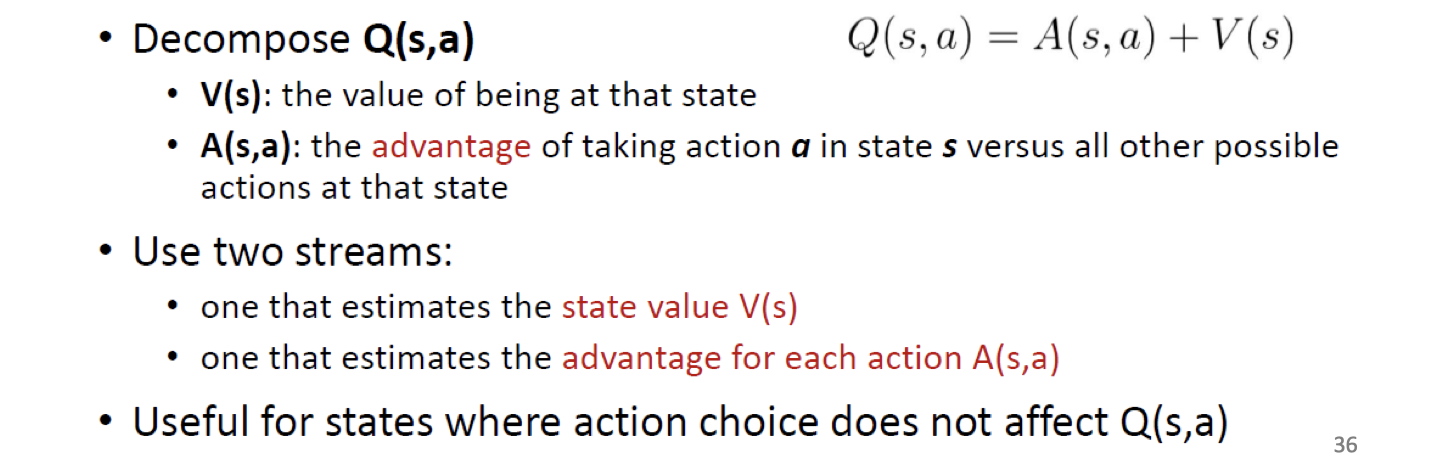 • Decompose Q(s,a)
Q(s, a) = A(s, a) + V(s)
• V(s): the value of being at that state
• A(s,a): the advantage of taking action a in state s versus all other possible
actions at that state
• Use two streams:
• one that estimates the state value V(s)
• one that estimates the advantage for each action A(s,a)
• Useful for states where action choice does not affect Q(s,a)
36